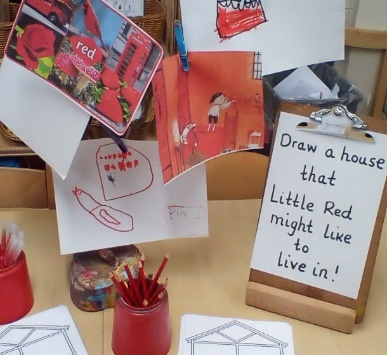 red
Draw a house
that
Little Red
might like
to
live in!